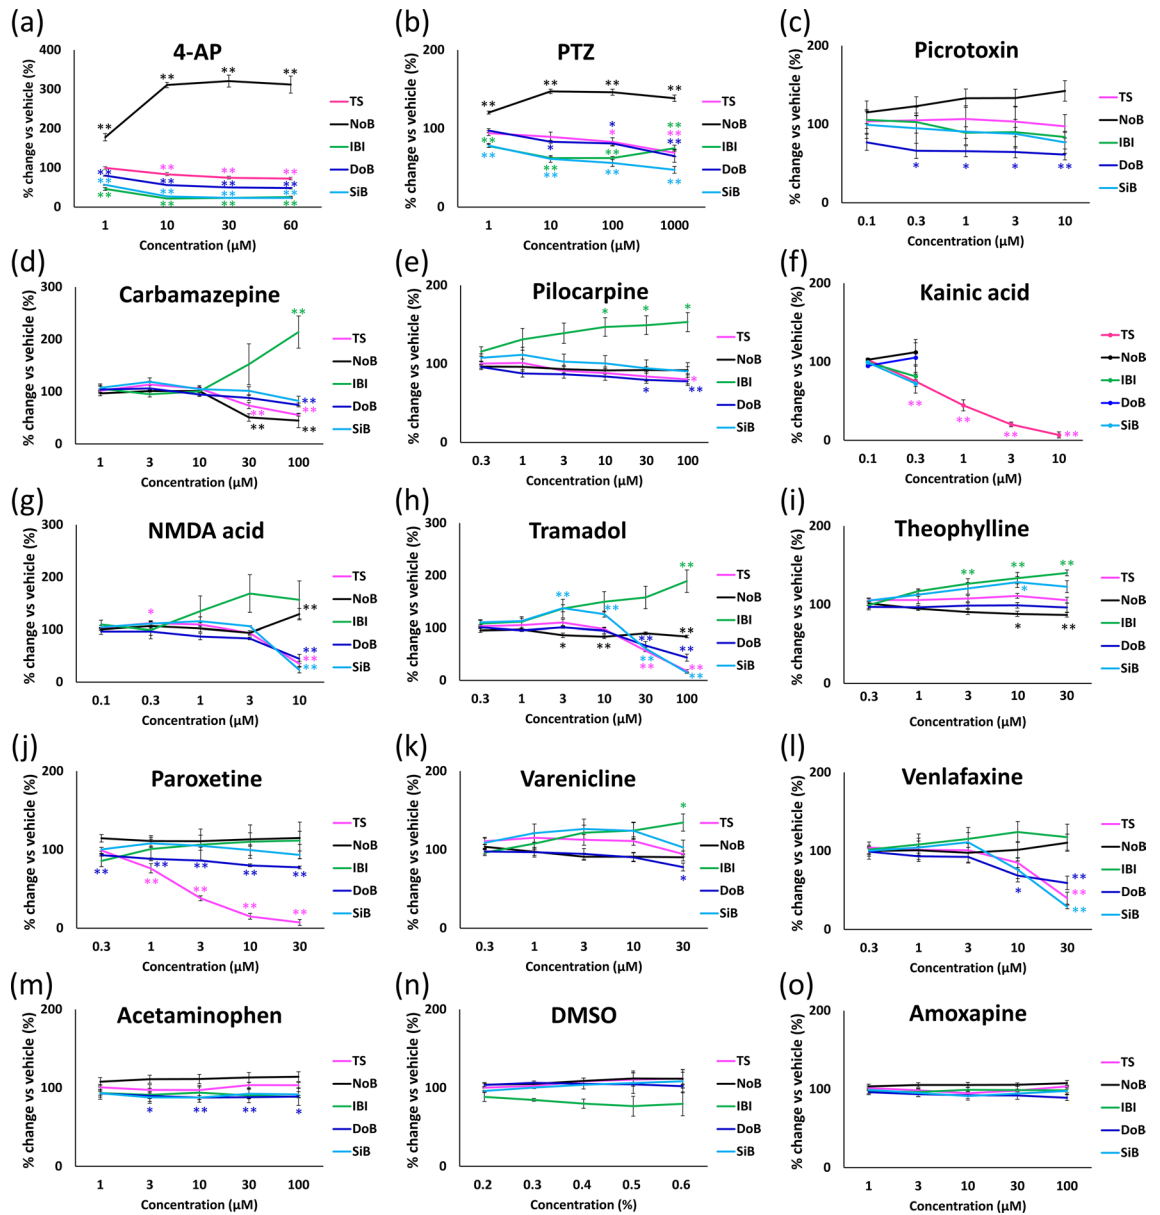 (a)
4-AP
% change vs vehicle (%)
400
300
200
100
0
** ** ** **
** ** **
** ** ** **
** ** ** **
** ** ** **
1 10 30 60
Concentration (µM)
TS
NoB
IBI
DoB
SiB
(b)
PTZ
% change vs vehicle (%)
200
100
0
** ** ** **
* * *
** ** ** **
** ** ** **
** **
1 10 100 1000
Concentration (µM)
TS
NoB
IBI
DoB
SiB
(c)
Picrotoxin
% change vs vehicle (%)
200
150
100
50
0
* * * **
0.1 0.3 1 3 10
Concentration (µM)
TS
NoB
IBI
DoB
SiB
(d)
Carbamazepine
% change vs vehicle (%)
300
200
100
0
**
**
** **
** **
1 3 10 30 100
Concentration (µM)
TS
NoB
IBI
DoB
SiB
(e)
Pilocarpine
% change vs vehicle (%)
200
100
0
* * *
*
* **
0.3 1 3 10 30 100
Concentration (µM)
TS
NoB
IBI
DoB
SiB
(f)
Kainic acid
% change vs vehicle (%)
200
100
0
** ** ** **
0.1 0.3 1 3 10
Concentration (µM)
TS
NoB
IBI
DoB
SiB
(g)
NMDA acid
% change vs vehicle (%)
300
200
100
0
*
**
**
**
**
0.1 0.3 1 3 10
Concentration (µM)
TS
NoB
IBI
DoB
SiB
(h)
Tramadol
% change vs vehicle (%)
300
200
100
0
**
** **
* ** **
** **
** **
** **
0.3 1 3 10 30 100
Concentration (µM)
TS
NoB
IBI
DoB
SiB
(i)
Theophylline
% change vs vehicle (%)
200
100
0
** ** **
*
* **
0.3 1 3 10 30
Concentration (µM)
TS
NoB
IBI
DoB
SiB
(j)
Paroxetine
% change vs vehicle (%)
200
100
0
** ** ** ** **
** ** ** **
0.3 1 3 10 30
Concentration (µM)
TS
NoB
IBI
DoB
SiB
(k)
Varenicline
% change vs vehicle (%)
200
100
0
*
*
0.3 1 3 10 30
Concentration (µM)
TS
NoB
IBI
DoB
SiB
(l)
Venlafaxine
% change vs vehicle (%)
200
100
0
* **
**
**
0.3 1 3 10 30
Concentration (µM)
TS
NoB
IBI
DoB
SiB
(m)
Acetaminophen
% change vs vehicle (%)
200
100
0
* ** ** *
1 3 10 30 100
Concentration (µM)
TS
NoB
IBI
DoB
SiB
(n)
DMSO
% change vs vehicle (%)
200
100
0
0.2 0.3 0.4 0.5 0.6
Concentration (%)
TS
NoB
IBI
DoB
SiB
(o)
Amoxapine
% change vs vehicle (%)
200
100
0
1 3 10 30 100
Concentration (µM)
TS
NoB
IBI
DoB
SiB